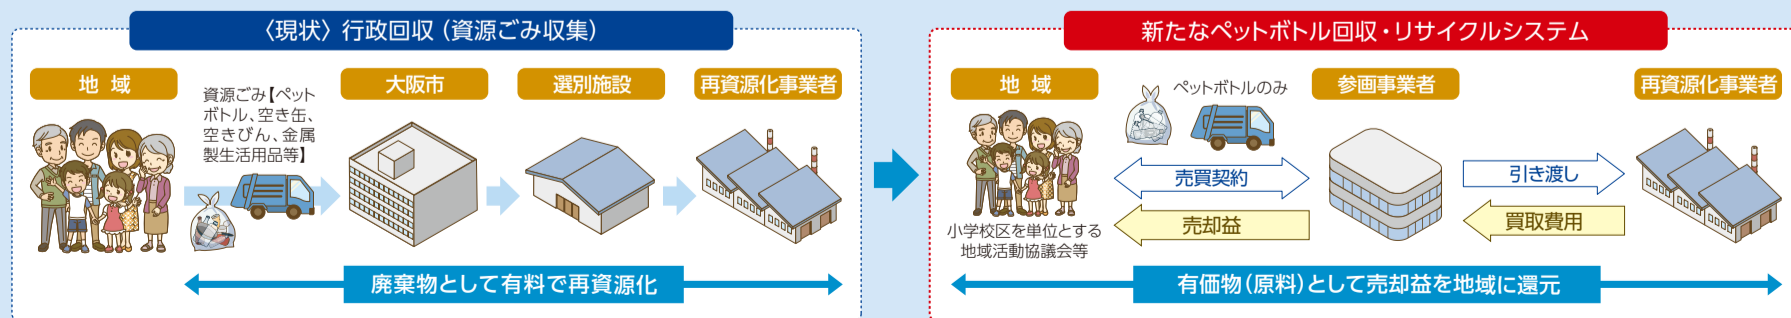 〈現状〉行政回収（資源ごみ収集）
地 域
資源ごみ【ペット
ボトル、空き缶、
空きびん、金属
製生活用品等】
大阪市
選別施設
再資源化事業者
廃棄物として有料で再資源化
新たなペットボトル回収・リサイクルシステム
地 域
ペットボトルのみ
参画事業者
再資源化事業者
売買契約
引き渡し
売却益
買取費用
小学校区を単位とする
地域活動協議会等
有価物（原料）として売却益を地域に還元